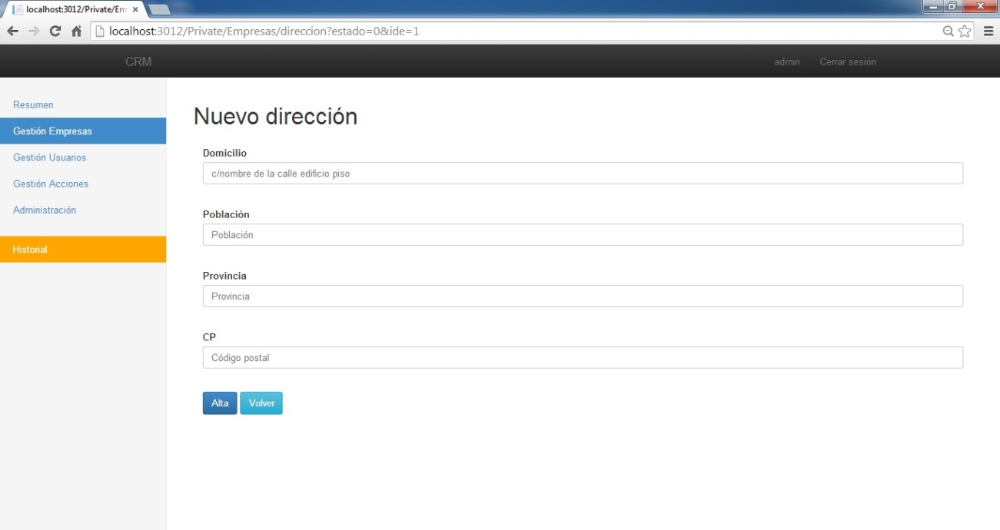 localhost:3012/Private/Em
localhost:3012/Private/Empresas/direccion?estado=0&ide=1
CRM
admin
Cerrar sesión
Resumen
Gestión Empresas
Gestión Usuarios
Gestión Acciones
Administración
Historial
Nuevo dirección
Domicilio
c/nombre de la calle edificio piso
Población
Población
Provincia
Provincia
CP
Código postal
Alta
Volver